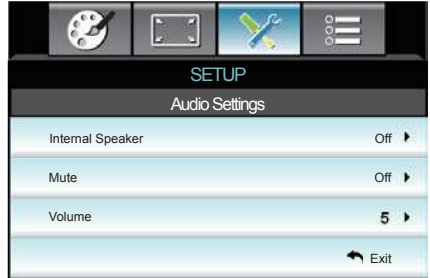 SETUP
Audio Settings
Internal Speaker Off
Mute Off
Volume 5
Exit